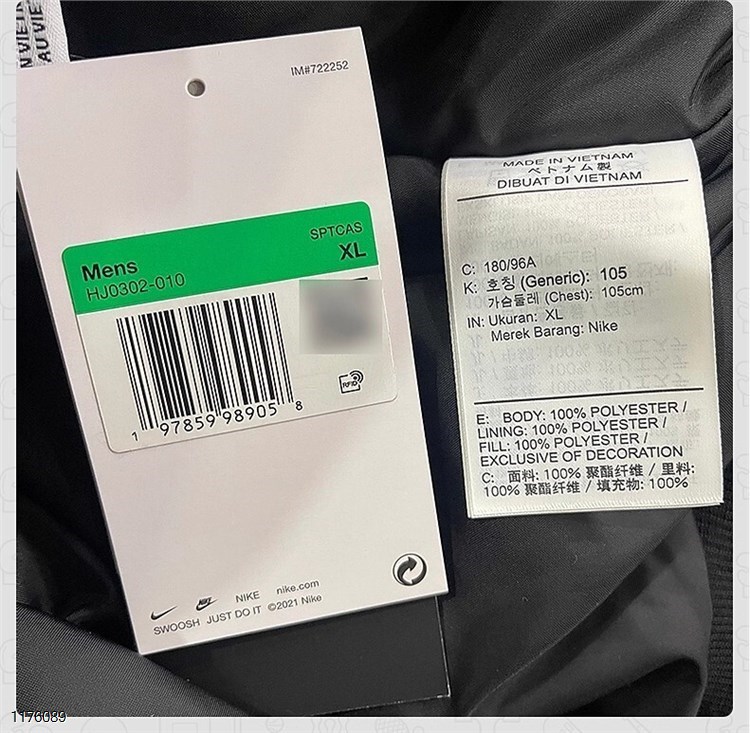 AU VIE
IM#722252
SPTCAS
Mens
XL
HJ0302-010
1 97859 98905 8
RFID
NIKE nike.com
SWOOSH JUST DO IT ©2021 Nike
MADE IN VIETNAM
ベトナム製
DIBUAT DI VIETNAM
C: 180/96A
K: 호칭 (Generic): 105
가슴둘레 (Chest): 105cm
IN: Ukuran: XL
Merek Barang: Nike
E: BODY: 100% POLYESTER /
LINING: 100% POLYESTER /
FILL: 100% POLYESTER /
EXCLUSIVE OF DECORATION
C: 面料: 100% 聚酯纤维 / 里料:
100% 聚酯纤维 / 填充物: 100%
1176089